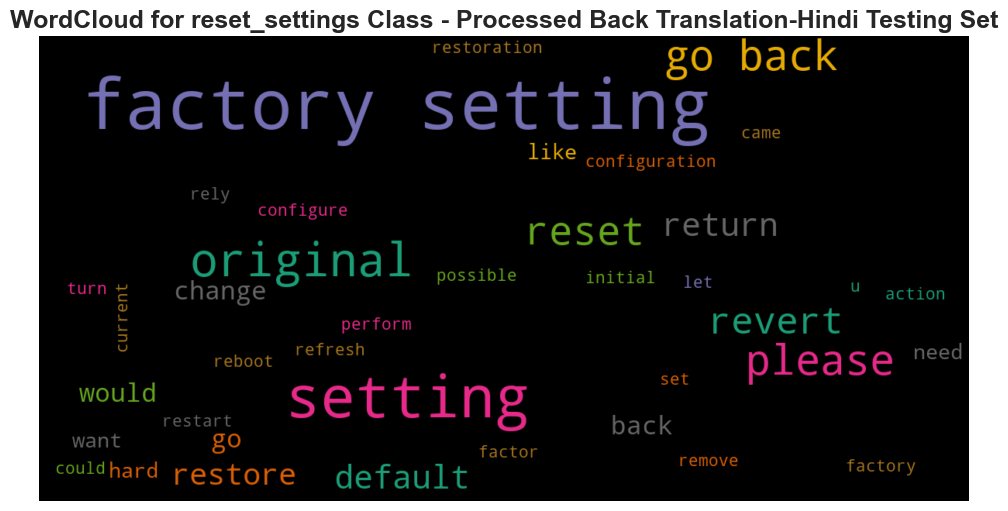 WordCloud for reset_settings Class - Processed Back Translation-Hindi Testing Set
restoration
go back
factory setting
came
like
configuration
rely
configure
reset
return
original
possible
initial
let
u
action
turn
change
current
perform
revert
refresh
reboot
please
need
would
setting
set
restart
back
want
go
factor
could
hard
restore
default
remove
factory